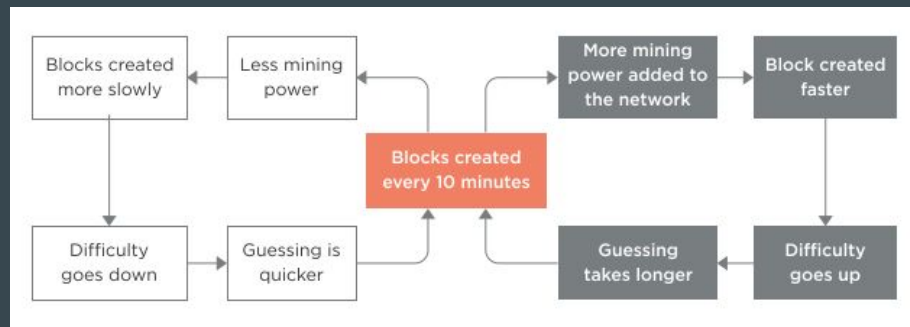 Blocks created
more slowly
Less mining
power
More mining
power added to
the network
Block created
faster
Blocks created
every 10 minutes
Difficulty
goes down
Guessing is
quicker
Guessing
takes longer
Difficulty
goes up